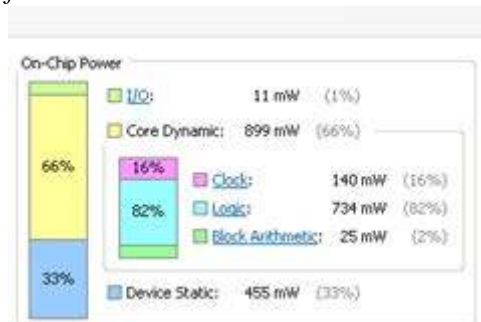 On-Chip Power
I/O: 11 mW (1%)
Core Dynamic: 899 mW (66%)
66%
16%
Clock: 140 mW (16%)
82%
Logic: 734 mW (82%)
Block Arithmetic: 25 mW (2%)
33%
Device Static: 455 mW (33%)